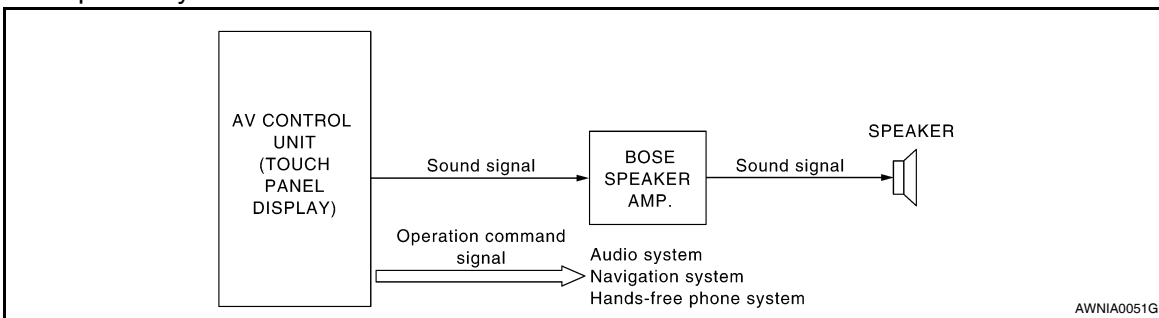 AV CONTROL
UNIT
(TOUCH
PANEL
DISPLAY)
Sound signal
BOSE
SPEAKER
AMP.
Sound signal
SPEAKER
Operation command
signal
Audio system
Navigation system
Hands-free phone system
AWNIA0051G